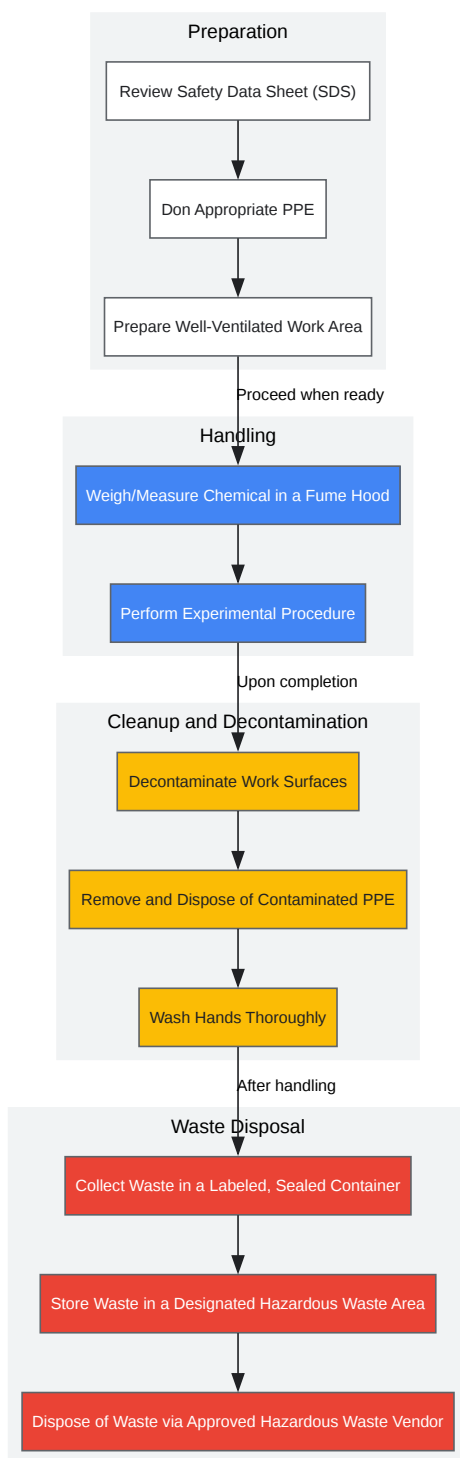 Preparation
Review Safety Data Sheet (SDS)
Don Appropriate PPE
Prepare Well-Ventilated Work Area
Proceed when ready
Handling
Weigh/Measure Chemical in a Fume Hood
Perform Experimental Procedure
Upon completion
Cleanup and Decontamination
Decontaminate Work Surfaces
Remove and Dispose of Contaminated PPE
Wash Hands Thoroughly
After handling
Waste Disposal
Collect Waste in a Labeled, Sealed Container
Store Waste in a Designated Hazardous Waste Area
Dispose of Waste via Approved Hazardous Waste Vendor